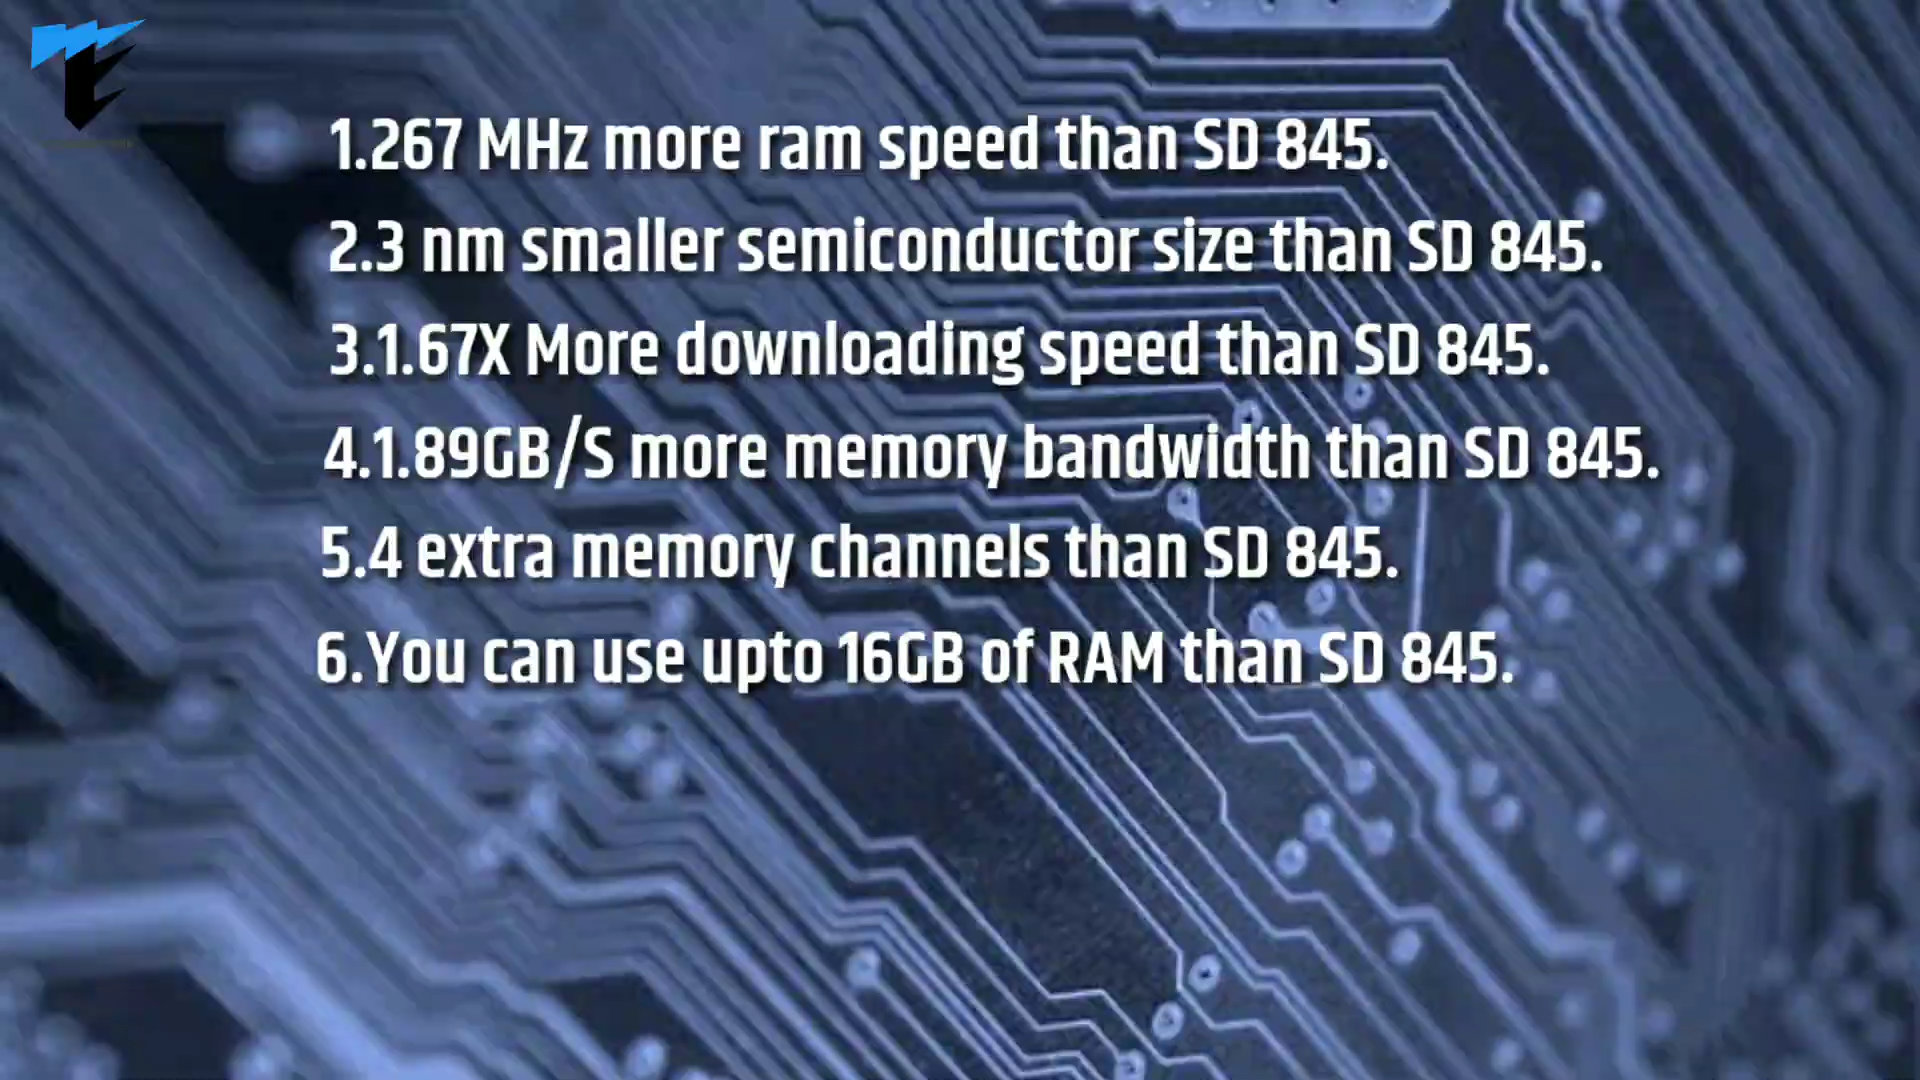 1.267 MHz more ram speed than SD 845.
2.3 nm smaller semiconductor size than SD 845.
3.1.67X More downloading speed than SD 845.
4.1.89GB/S more memory bandwidth than SD 845.
5.4 extra memory channels than SD 845.
6.You can use upto 16GB of RAM than SD 845.